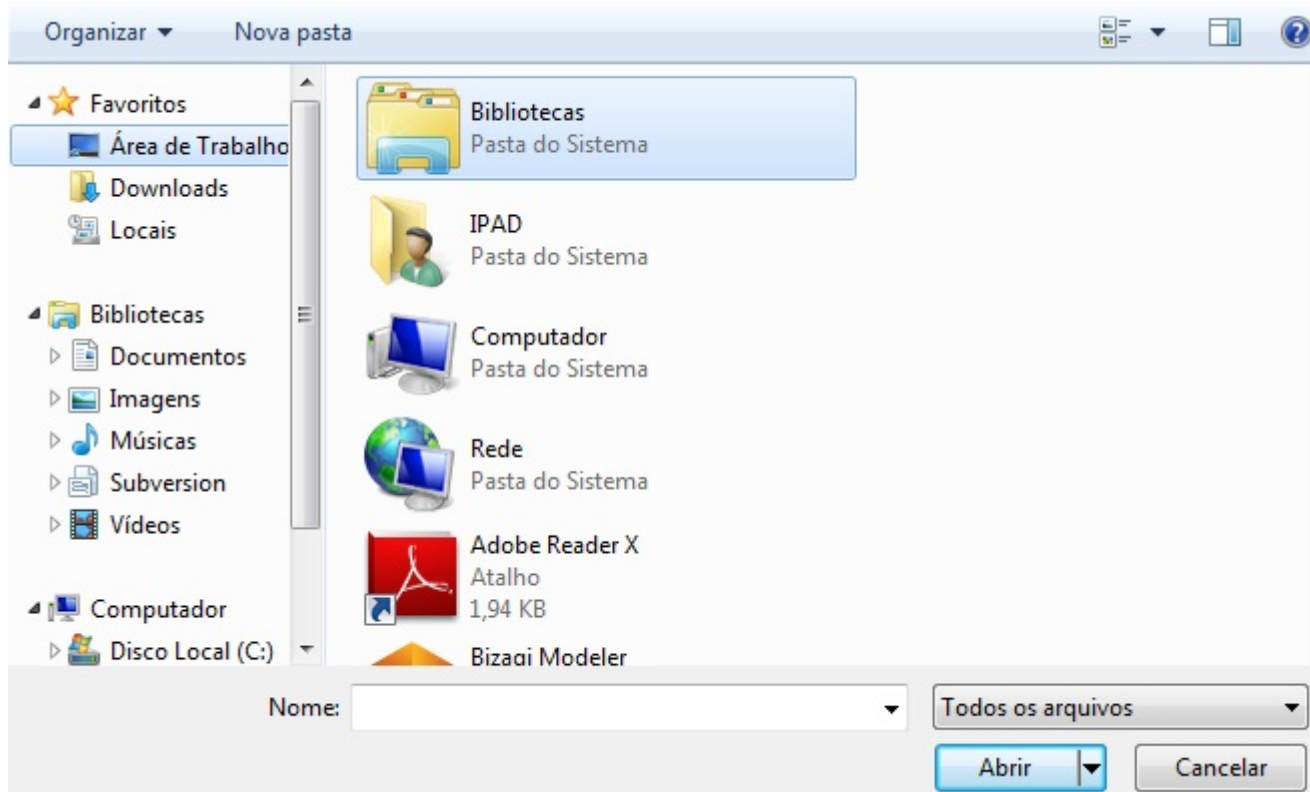 Organizar
Nova pasta
Favoritos
Área de Trabalho
Downloads
Locais
Bibliotecas
Documentos
Imagens
Músicas
Subversion
Vídeos
Computador
Disco Local (C:)
Bibliotecas
Pasta do Sistema
IPAD
Pasta do Sistema
Computador
Pasta do Sistema
Rede
Pasta do Sistema
Adobe Reader X
Atalho
1,94 KB
Bizagi Modeler
Nome:
Todos os arquivos
Abrir
Cancelar